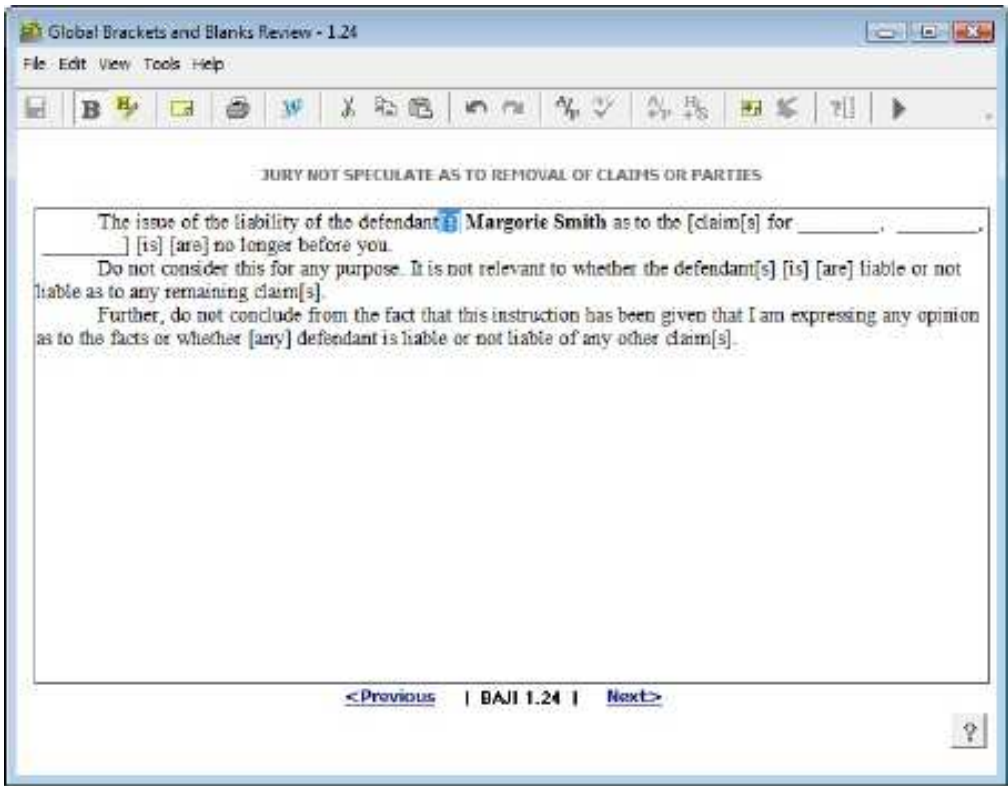 Global Brackets and Blanks Review - 1.24
File Edit View Tools Help
JURY NOT SPECULATE AS TO REMOVAL OF CLAIMS OR PARTIES
The issue of the liability of the defendant[s] Margorie Smith as to the [claim[s] for ________, ________,
________] [is] [are] no longer before you.
Do not consider this for any purpose. It is not relevant to whether the defendant[s] [is] [are] liable or not
liable as to any remaining claim[s].
Further, do not conclude from the fact that this instruction has been given that I am expressing any opinion
as to the facts or whether [any] defendant is liable or not liable of any other claim[s].
<Previous | BAJI 1.24 | Next>